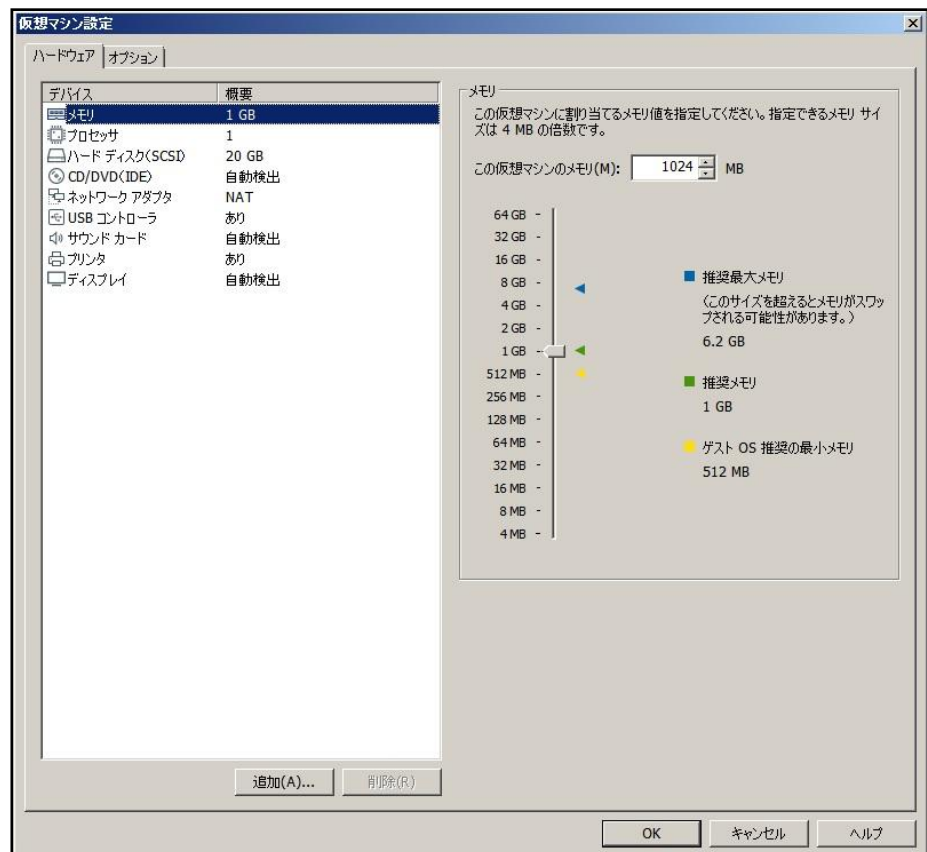 仮想マシン設定
ハードウェア
オプション
デバイス 概要
メモリ 1 GB
プロセッサ 1
ハード ディスク(SCSI) 20 GB
CD/DVD(IDE) 自動検出
ネットワーク アダプタ NAT
USB コントローラ あり
サウンド カード 自動検出
プリンタ あり
ディスプレイ 自動検出
追加(A)...
削除(R)
メモリ
この仮想マシンに割り当てるメモリ値を指定してください。指定できるメモリ サイ
ズは 4 MB の倍数です。
この仮想マシンのメモリ(M): 1024 MB
64 GB
32 GB
16 GB
8 GB
4 GB
2 GB
1 GB
512 MB
256 MB
128 MB
64 MB
32 MB
16 MB
8 MB
4 MB
推奨最大メモリ
(このサイズを超えるとメモリがスワッ
プされる可能性があります。)
6.2 GB
推奨メモリ
1 GB
ゲスト OS 推奨の最小メモリ
512 MB
OK
キャンセル
ヘルプ